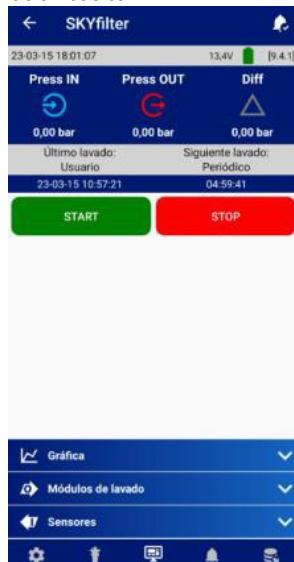 SKYfilter
23-03-15 18:01:07 13,4V [9.4.1]
Press IN Press OUT Diff
0,00 bar 0,00 bar 0,00 bar
Último lavado: Siguiente lavado:
Usuario Periódico
23-03-15 10:57:21 04:59:41
START STOP
Gráfica
Módulos de lavado
Sensores